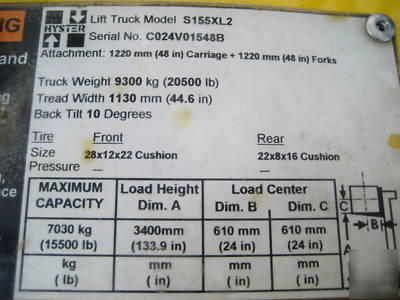 NG
HYSTER
Lift Truck Model S155XL2
Serial No. C024V01548B
Attachment: 1220 mm (48 in) Carriage + 1220 mm (48 in) Forks
and
Truck Weight 9300 kg (20500 lb)
Tread Width 1130 mm (44.6 in)
Back Tilt 10 Degrees
ng
Tire Front Rear
Size 28x12x22 Cushion 22x8x16 Cushion
Pressure — —
nce
MAXIMUM CAPACITY Load Height Dim. A Load Center Dim. B Dim. C
7030 kg 3400mm 610 mm 610 mm
(15500 lb) (133.9 in) (24 in) (24 in)
kg mm mm mm
( lb) ( in) ( in) ( in)
C
B
A